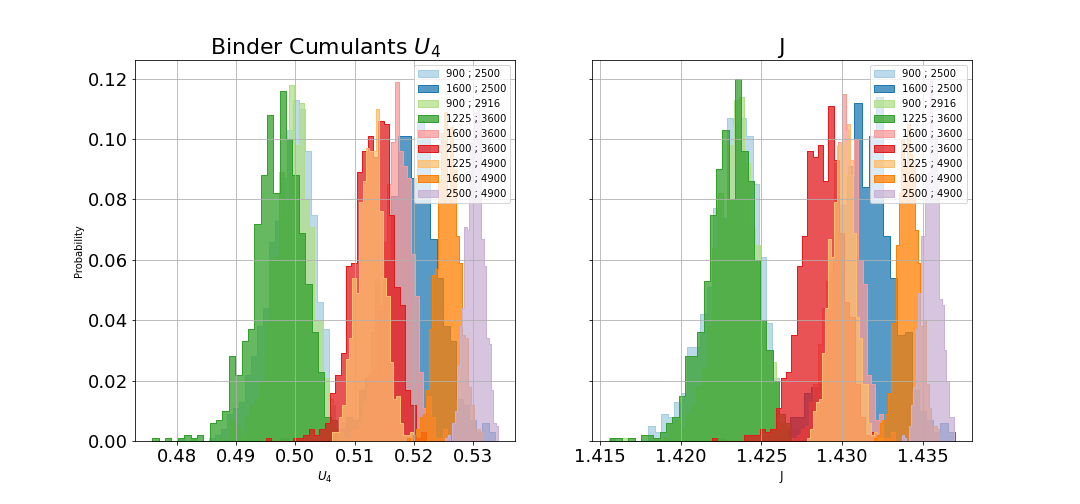 Binder Cumulants U4
J
0.12
0.10
0.08
0.06
0.04
0.02
0.00
Probability
0.48 0.49 0.50 0.51 0.52 0.53
U4
900 ; 2500
1600 ; 2500
900 ; 2916
1225 ; 3600
1600 ; 3600
2500 ; 3600
1225 ; 4900
1600 ; 4900
2500 ; 4900
1.415 1.420 1.425 1.430 1.435
J
900 ; 2500
1600 ; 2500
900 ; 2916
1225 ; 3600
1600 ; 3600
2500 ; 3600
1225 ; 4900
1600 ; 4900
2500 ; 4900